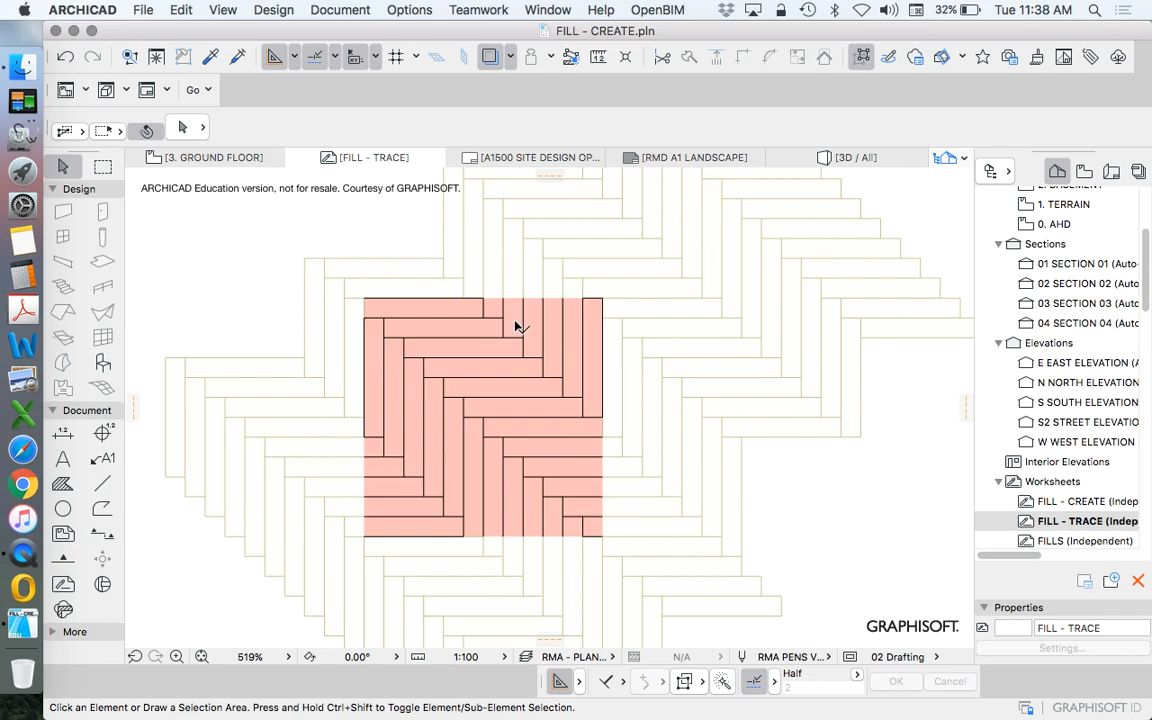 ARCHICAD File Edit View Design Document Options Teamwork Window Help OpenBIM 32% Tue 11:38 AM
FILL - CREATE.pln
Go
[3. GROUND FLOOR] [FILL - TRACE] [A1500 SITE DESIGN OP... [RMD A1 LANDSCAPE] [3D / All]
ARCHICAD Education version, not for resale. Courtesy of GRAPHISOFT.
Design
1. TERRAIN
0. AHD
Sections
01 SECTION 01 (Auto-
02 SECTION 02 (Auto-
03 SECTION 03 (Auto-
04 SECTION 04 (Auto-
Elevations
E EAST ELEVATION (A
N NORTH ELEVATION
S SOUTH ELEVATION
S2 STREET ELEVATIO
W WEST ELEVATION
Document
Interior Elevations
Worksheets
FILL - CREATE (Indep
FILL - TRACE (Indep
FILLS (Independent)
Properties
FILL - TRACE
Settings...
More
GRAPHISOFT.
519% 0.00° 1:100 RMA - PLAN... N/A RMA PENS V... 02 Drafting
Half
2
OK Cancel
Click an Element or Draw a Selection Area. Press and Hold Ctrl+Shift to Toggle Element/Sub-Element Selection.
GRAPHISOFT ID